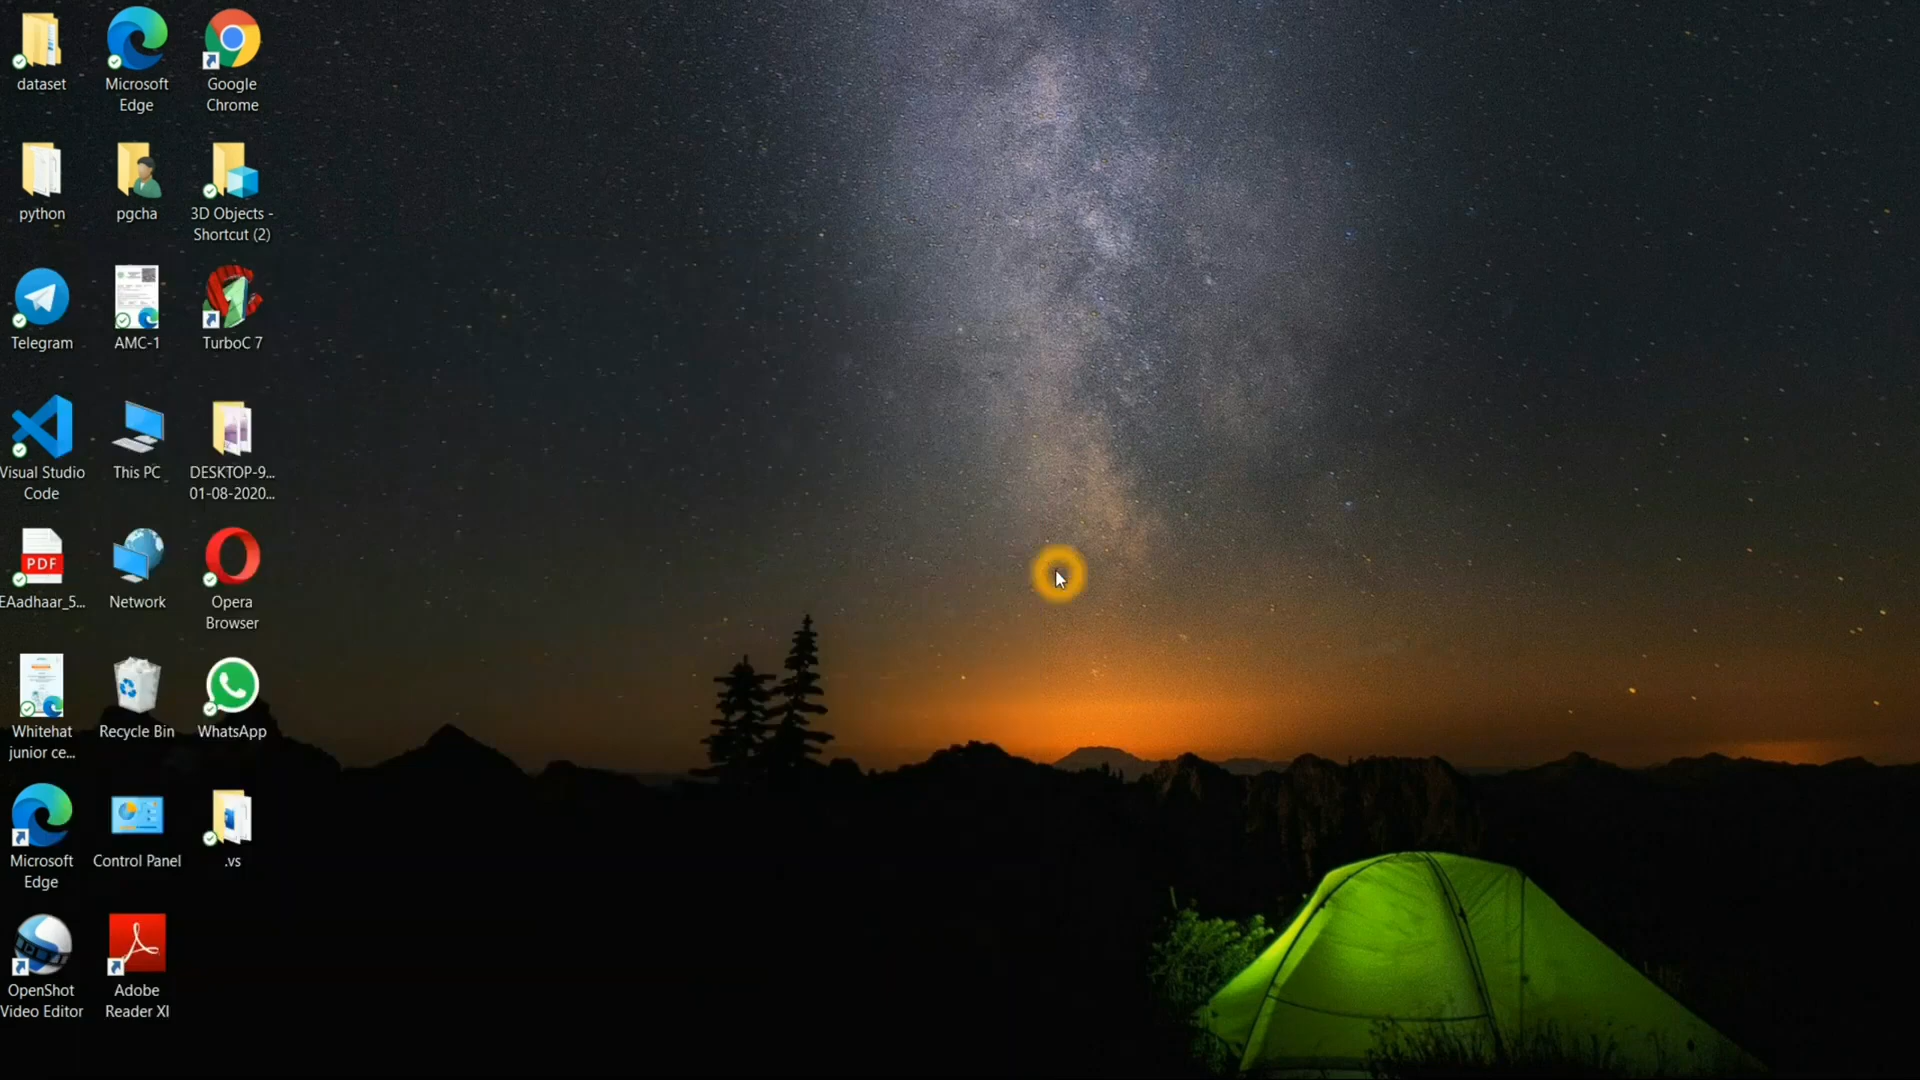 dataset
Microsoft
Edge
Google
Chrome
python
pgcha
3D Objects -
Shortcut (2)
Telegram
AMC-1
TurboC 7
Visual Studio
Code
This PC
DESKTOP-9...
01-08-2020...
PDF
EAadhaar_5...
Network
Opera
Browser
Whitehat
junior ce...
Recycle Bin
WhatsApp
Microsoft
Edge
Control Panel
.vs
OpenShot
Video Editor
Adobe
Reader XI